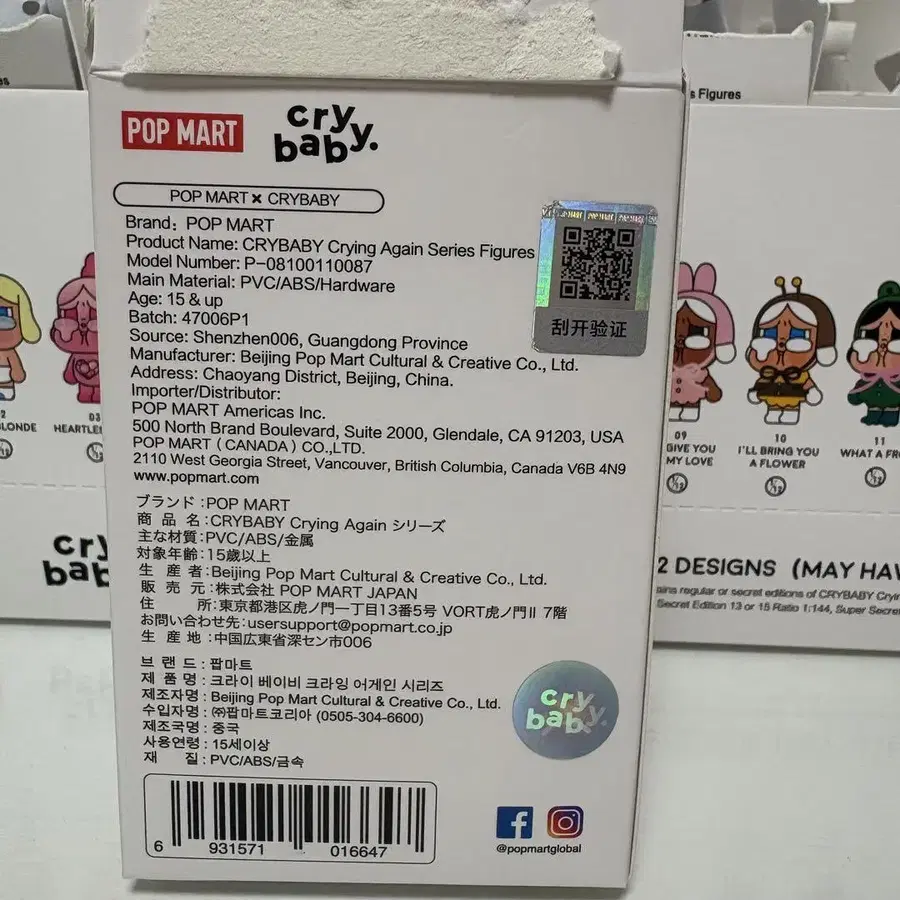 POP MART
cry baby.
POP MART × CRYBABY
Brand: POP MART
Product Name: CRYBABY Crying Again Series Figures
Model Number: P-08100110087
Main Material: PVC/ABS/Hardware
Age: 15 & up
Batch: 47006P1
Source: Shenzhen006, Guangdong Province
Manufacturer: Beijing Pop Mart Cultural & Creative Co., Ltd.
Address: Chaoyang District, Beijing, China.
Importer/Distributor:
POP MART Americas Inc.
500 North Brand Boulevard, Suite 2000, Glendale, CA 91203, USA
POP MART (CANADA) CO.,LTD.
2110 West Georgia Street, Vancouver, British Columbia, Canada V6B 4N9
www.popmart.com
刮开验证
ブランド:POP MART
商品名:CRYBABY Crying Again シリーズ
主な材質:PVC/ABS/金属
対象年齢:15歳以上
生産者:Beijing Pop Mart Cultural & Creative Co., Ltd.
販売元:株式会社 POP MART JAPAN
住所:東京都港区虎ノ門一丁目13番5号 VORT虎ノ門II 7階
お問い合わせ先:usersupport@popmart.co.jp
生産地:中国広東省深セン市006
브랜드:팝마트
제품명:크라이 베이비 크라잉 어게인 시리즈
제조자명:Beijing Pop Mart Cultural & Creative Co., Ltd.
수입자명:㈜팝마트코리아 (0505-304-6600)
제조국명:중국
사용연령:15세이상
재질:PVC/ABS/금속
cry baby.
6 931571 016647
@popmartglobal
Figures
03
09
GIVE YOU
MY LOVE
10
I'LL BRING YOU
A FLOWER
11
WHAT A
1/12
2 DESIGNS (MAY
regular or secret editions of CRYBABY
Secret Edition 13 or 15 Ratio 1:144, Super